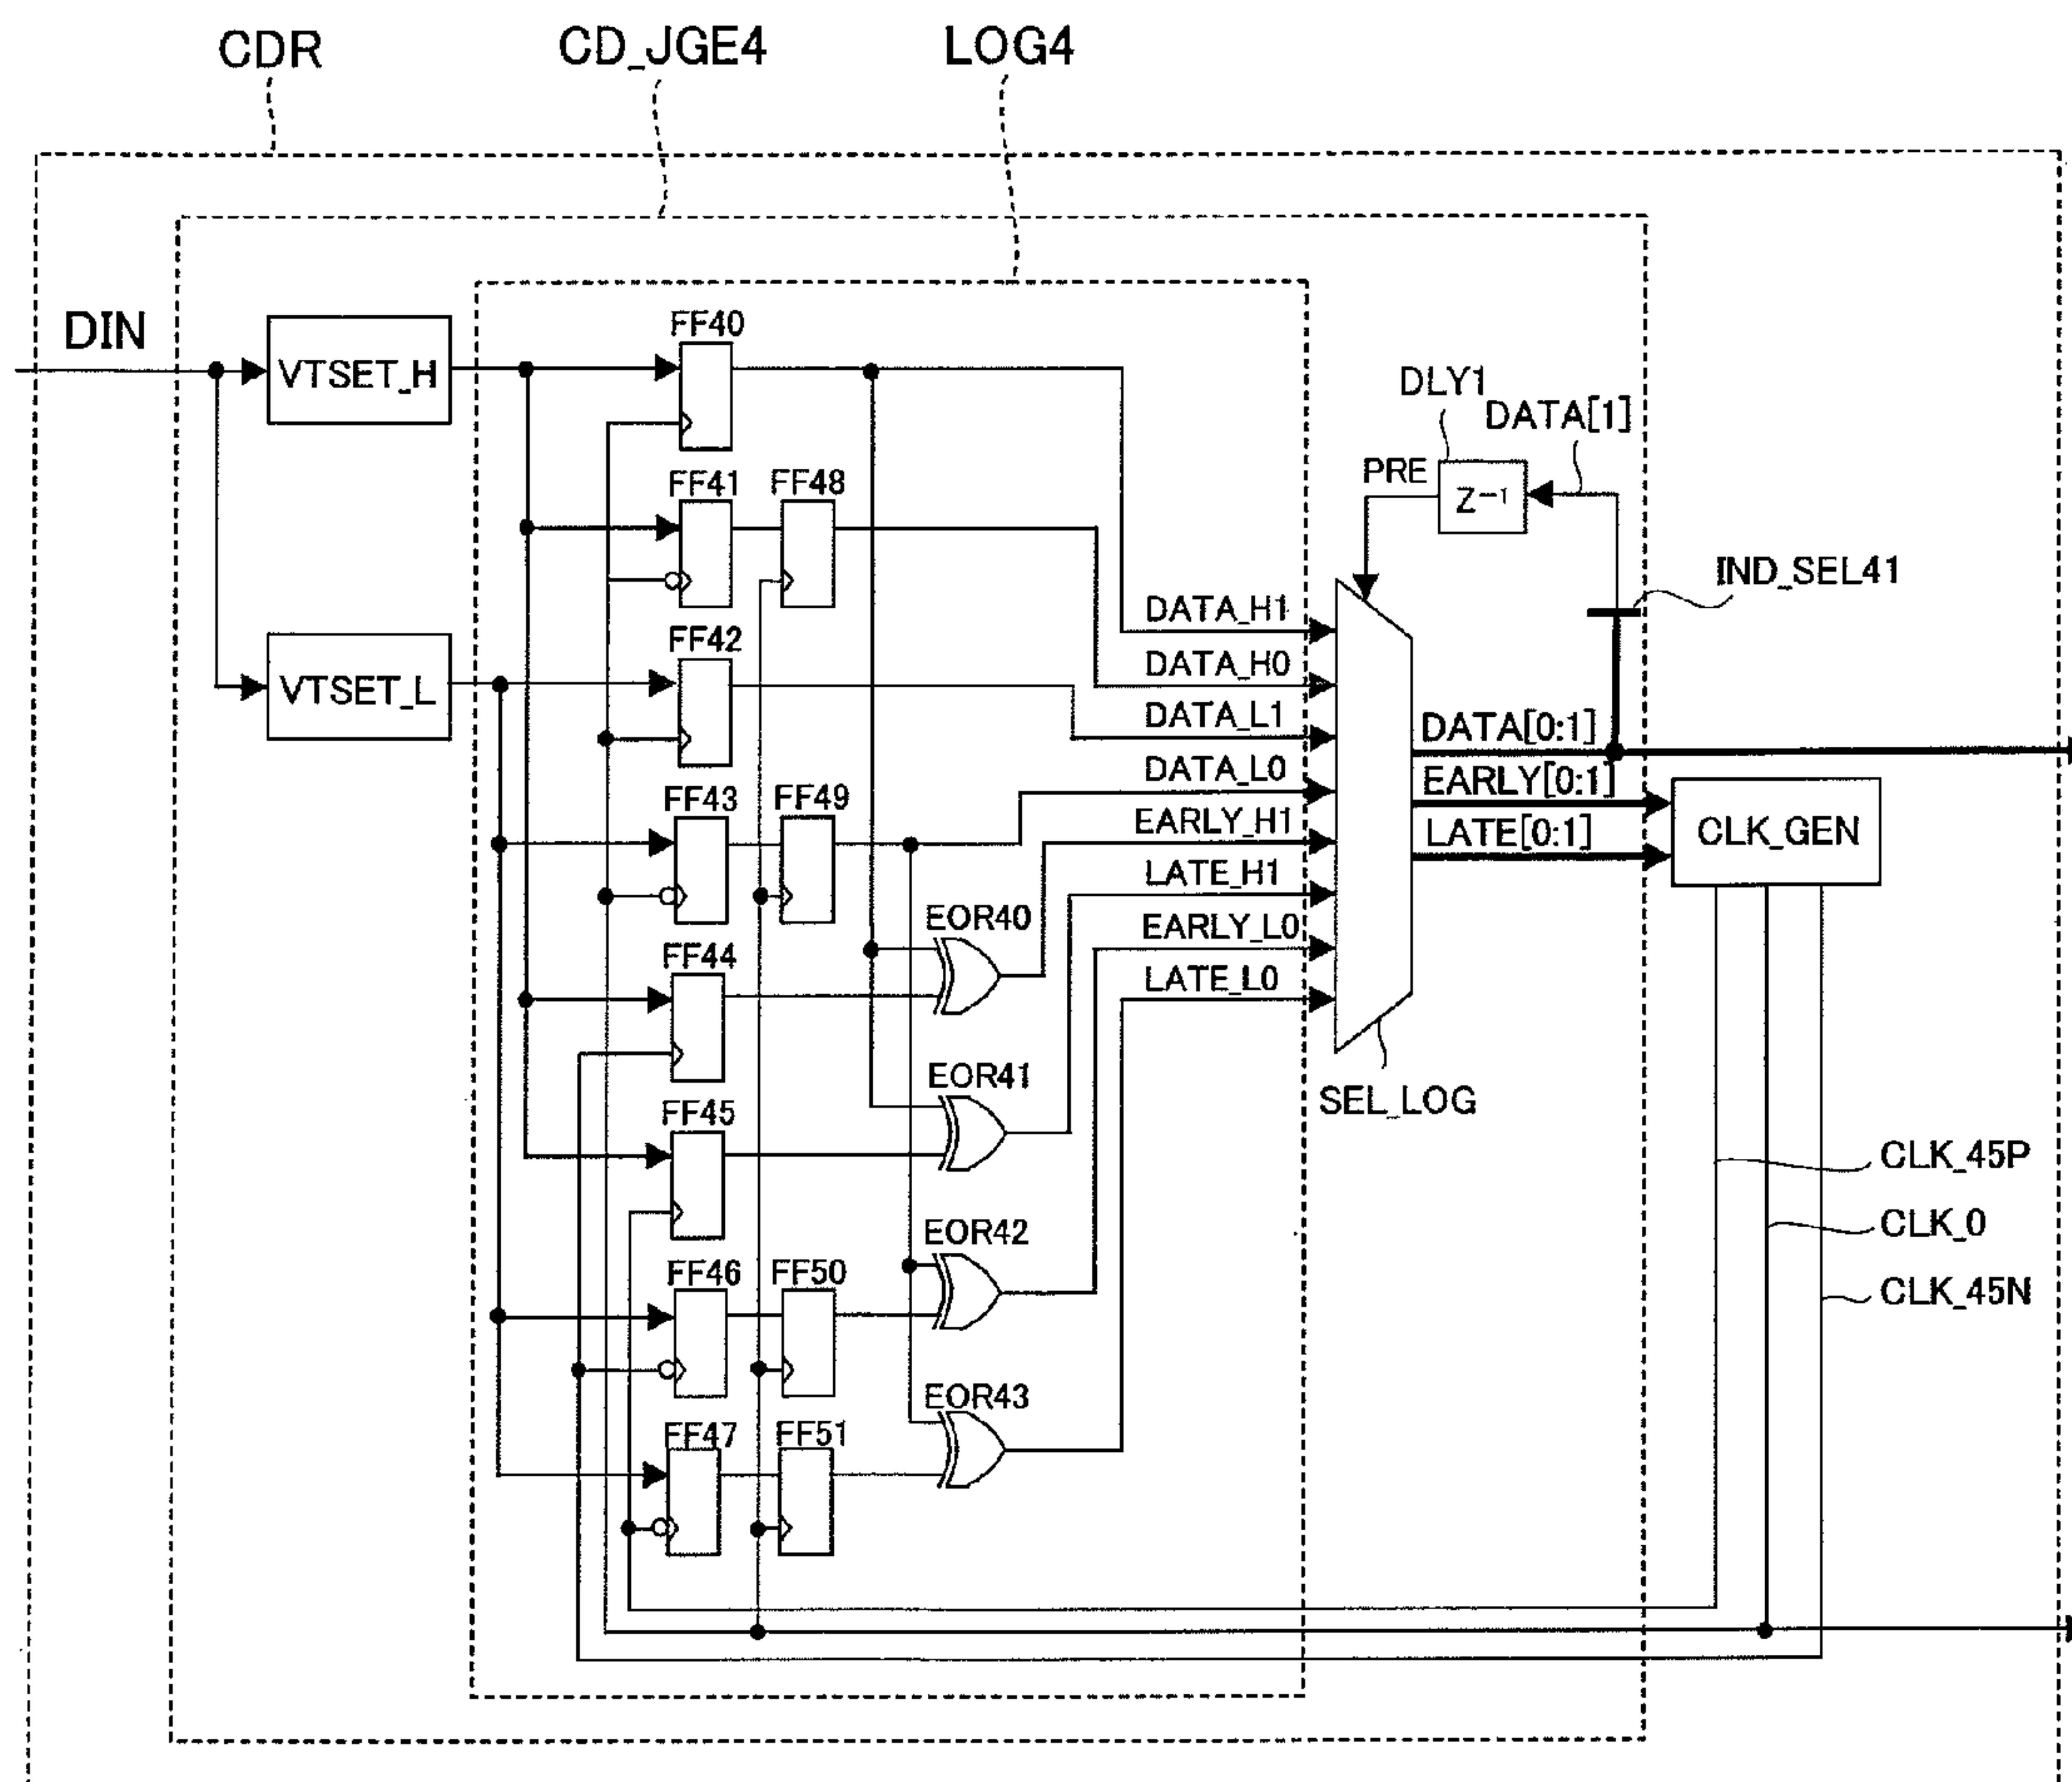 CDR
CD_JGE4
LOG4
DIN
VTSET_H
VTSET_L
FF40
FF41
FF48
FF42
FF43
FF49
FF44
FF45
FF46
FF50
FF47
FF51
EOR40
EOR41
EOR42
EOR43
DATA_H1
DATA_H0
DATA_L1
DATA_L0
EARLY_H1
LATE_H1
EARLY_L0
LATE_L0
DLY1
DATA[1]
PRE
Z⁻¹
IND_SEL41
DATA[0:1]
EARLY[0:1]
LATE[0:1]
CLK_GEN
SEL_LOG
CLK_45P
CLK_0
CLK_45N